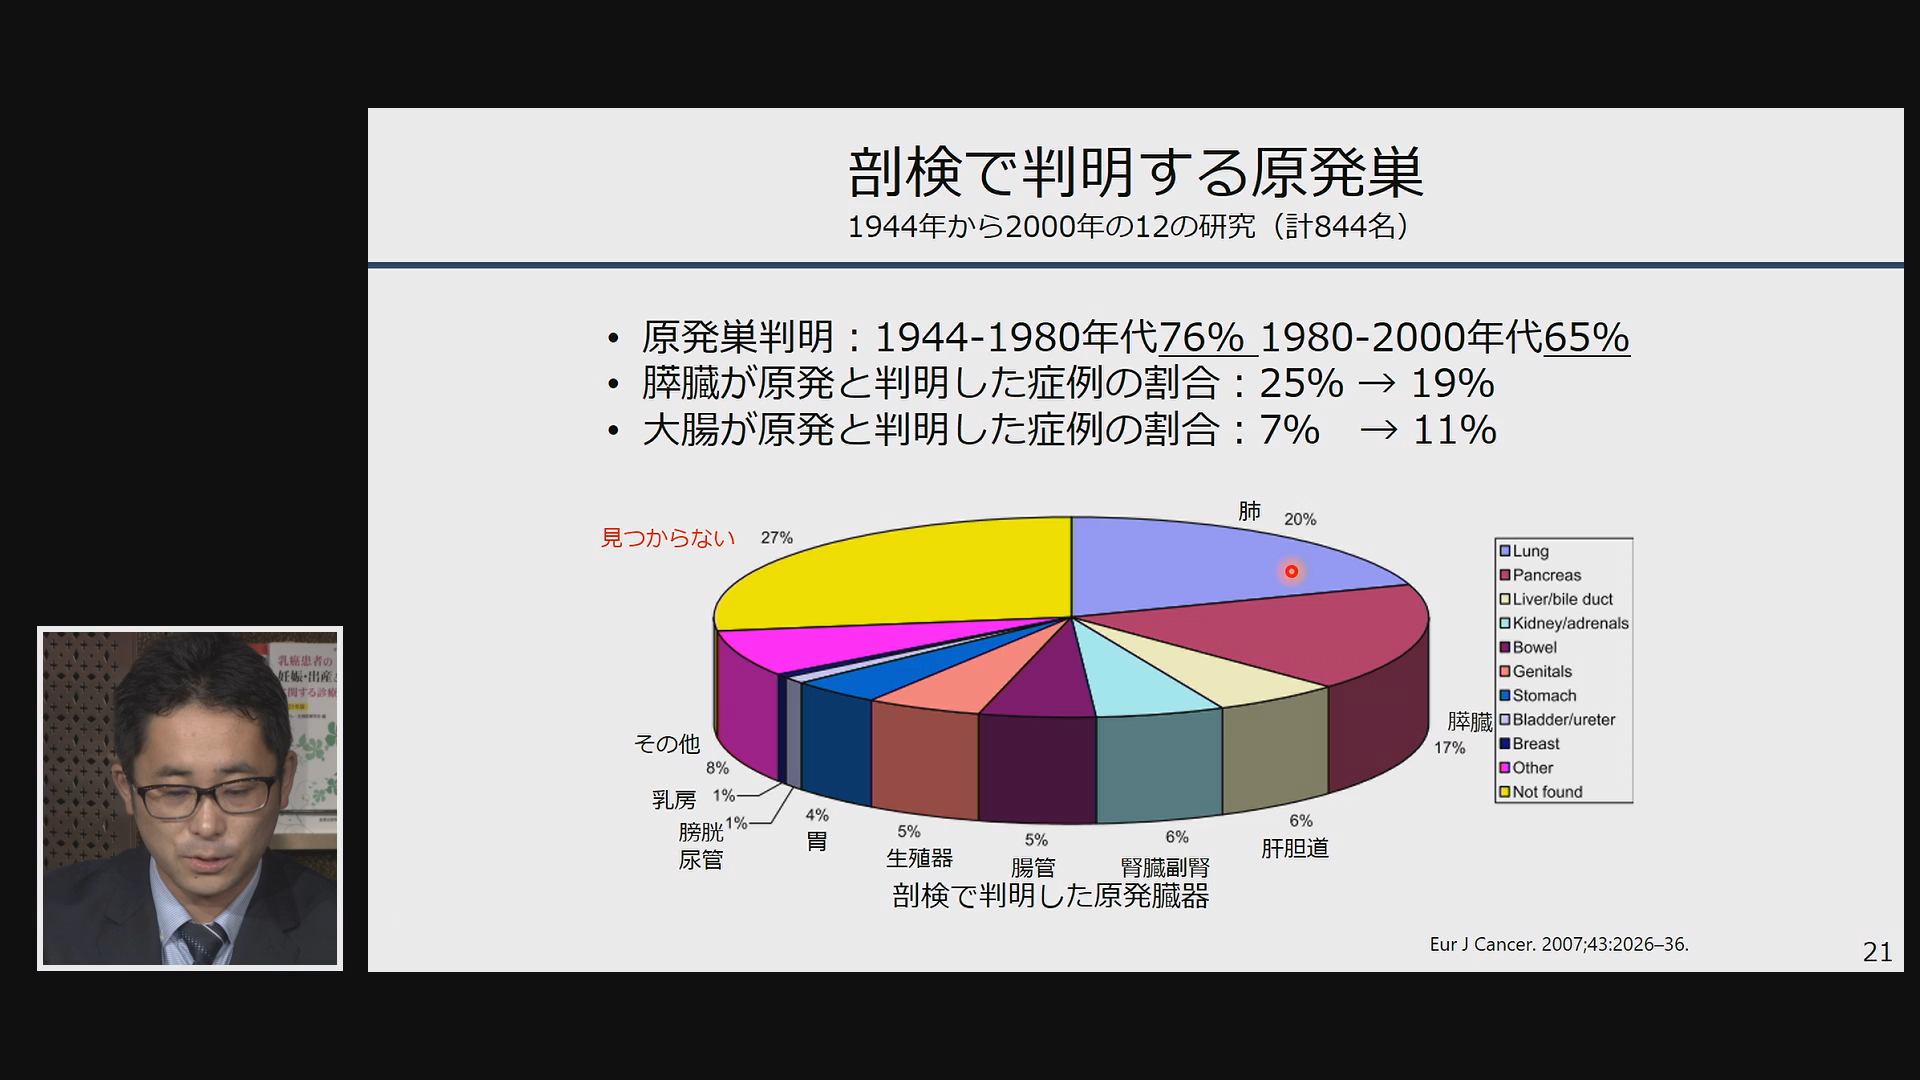 剖検で判明する原発巣
1944年から2000年の12の研究（計844名）
• 原発巣判明：1944-1980年代76% 1980-2000年代65%
• 膵臓が原発と判明した症例の割合：25% → 19%
• 大腸が原発と判明した症例の割合：7% → 11%
肺 20%
見つからない 27%
Lung
Pancreas
Liver/bile duct
Kidney/adrenals
Bowel
Genitals
Stomach
Bladder/ureter
Breast
Other
Not found
膵臓
17%
その他
8%
乳房 1%
膀胱 1%
尿管
4%
胃
5%
生殖器
5%
腸管
6%
腎臓副腎
6%
肝胆道
剖検で判明した原発臓器
Eur J Cancer. 2007;43:2026–36.
21
乳癌患者の
妊娠・出産と
に関する診療